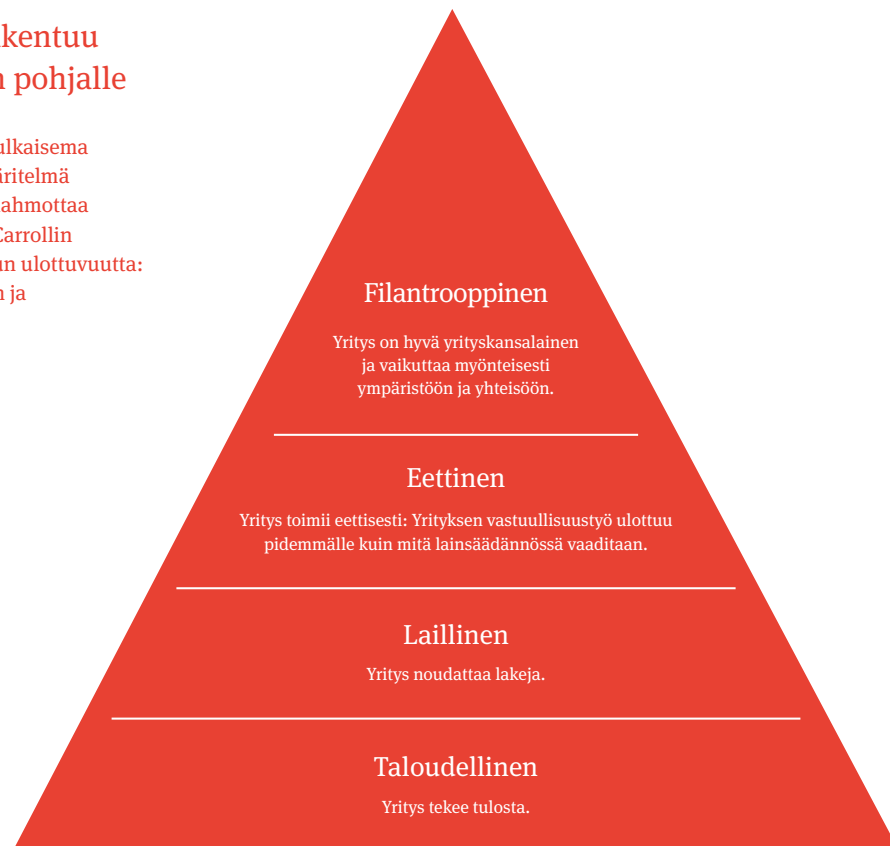 kentuu
pohjalle
ulkaisema
äritelmä
ahmottaa
Carrollin
un ulottuvuutta:
n ja
Filantrooppinen
Yritys on hyvä yrityskansalainen
ja vaikuttaa myönteisesti
ympäristöön ja yhteisöön.
Eettinen
Yritys toimii eettisesti: Yrityksen vastuullisuustyö ulottuu
pidemmälle kuin mitä lainsäädännössä vaaditaan.
Laillinen
Yritys noudattaa lakeja.
Taloudellinen
Yritys tekee tulosta.